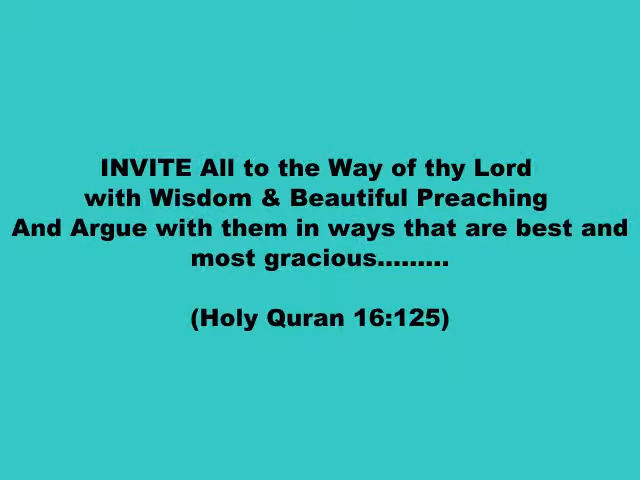 INVITE All to the Way of thy Lord
with Wisdom & Beautiful Preaching
And Argue with them in ways that are best and
most gracious.........
(Holy Quran 16:125)